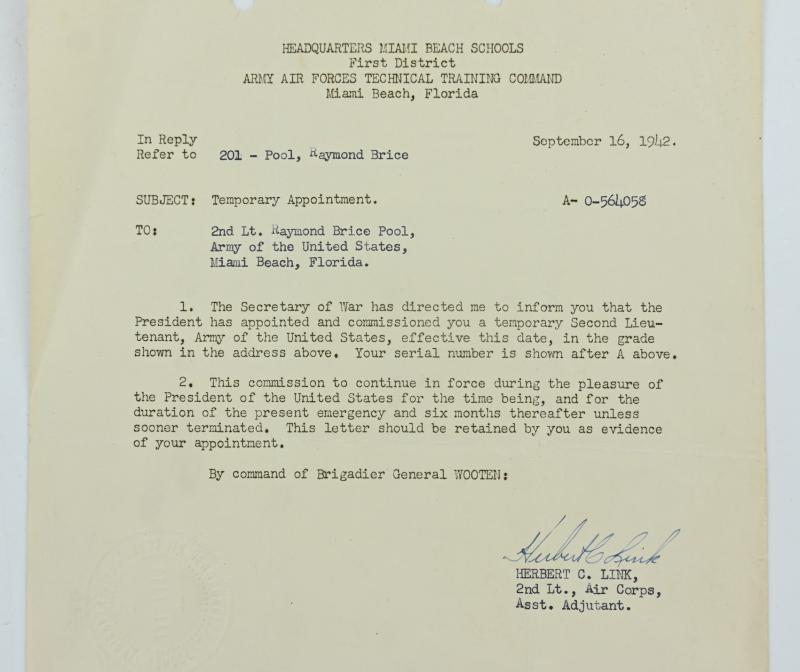 HEADQUARTERS MIAMI BEACH SCHOOLS
First District
ARMY AIR FORCES TECHNICAL TRAINING COMMAND
Miami Beach, Florida
In Reply
Refer to 201 - Pool, Raymond Brice
September 16, 1942.
SUBJECT: Temporary Appointment. A- O-564058
TO: 2nd Lt. Raymond Brice Pool,
Army of the United States,
Miami Beach, Florida.
1. The Secretary of War has directed me to inform you that the
President has appointed and commissioned you a temporary Second Lieu-
tenant, Army of the United States, effective this date, in the grade
shown in the address above. Your serial number is shown after A above.
2. This commission to continue in force during the pleasure of
the President of the United States for the time being, and for the
duration of the present emergency and six months thereafter unless
sooner terminated. This letter should be retained by you as evidence
of your appointment.
By command of Brigadier General WOOTEN:
Herbert C Link
HERBERT C. LINK,
2nd Lt., Air Corps,
Asst. Adjutant.